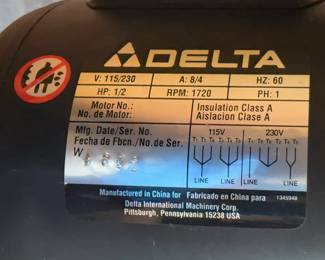 DELTA
V: 115/230 A: 8/4 HZ: 60
HP: 1/2 RPM: 1720 PH: 1
Motor No.: Insulation Class A
No. de Motor: Aislacion Clase A
Mfg. Date/Ser. No. 115V 230V
Fecha de Fbcn./No. de Ser.
W
LINE LINE LINE LINE
Manufactured in China for Fabricado en China para 1345948
Delta International Machinery Corp.
Pittsburgh, Pennsylvania 15238 USA